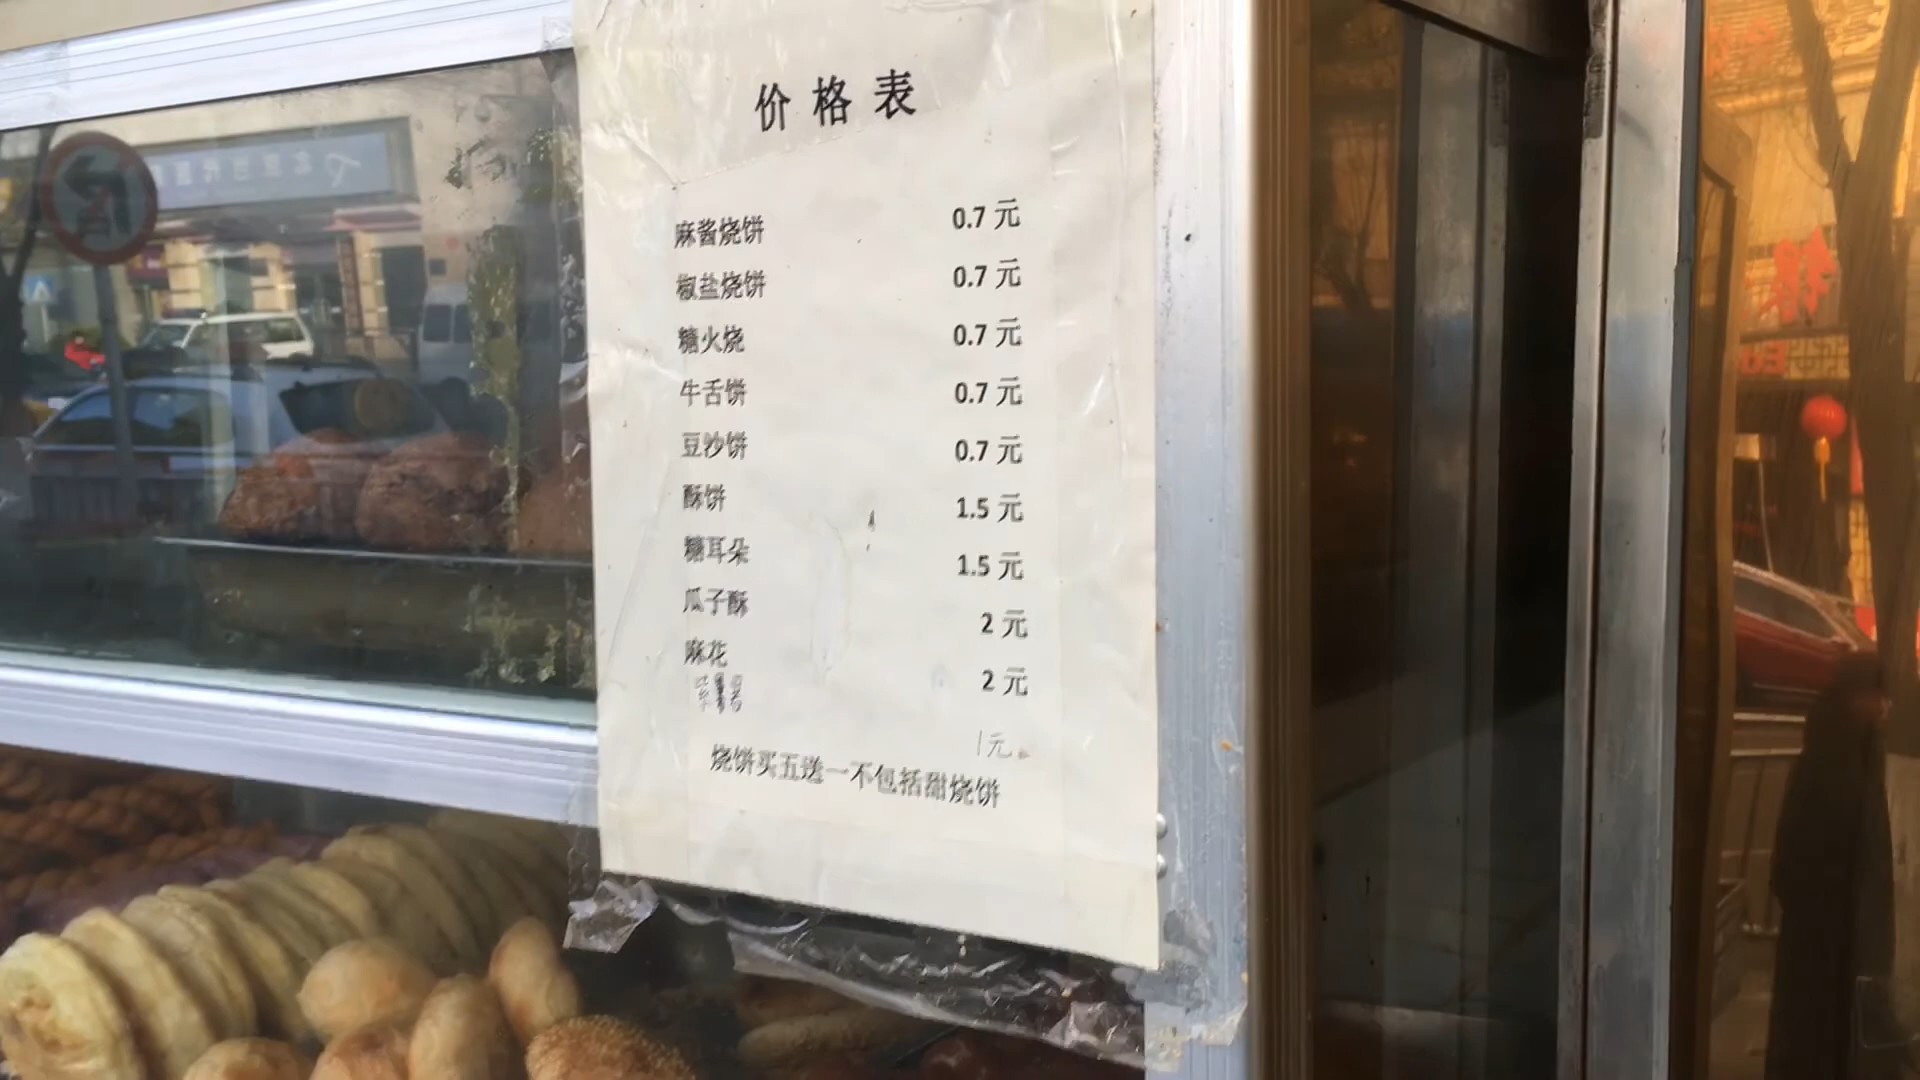 价格表
麻酱烧饼 0.7元
椒盐烧饼 0.7元
糖火烧 0.7元
牛舌饼 0.7元
豆沙饼 0.7元
酥饼 1.5元
糖耳朵 1.5元
瓜子酥 2元
麻花 2元
1元
烧饼买五送一不包括甜烧饼